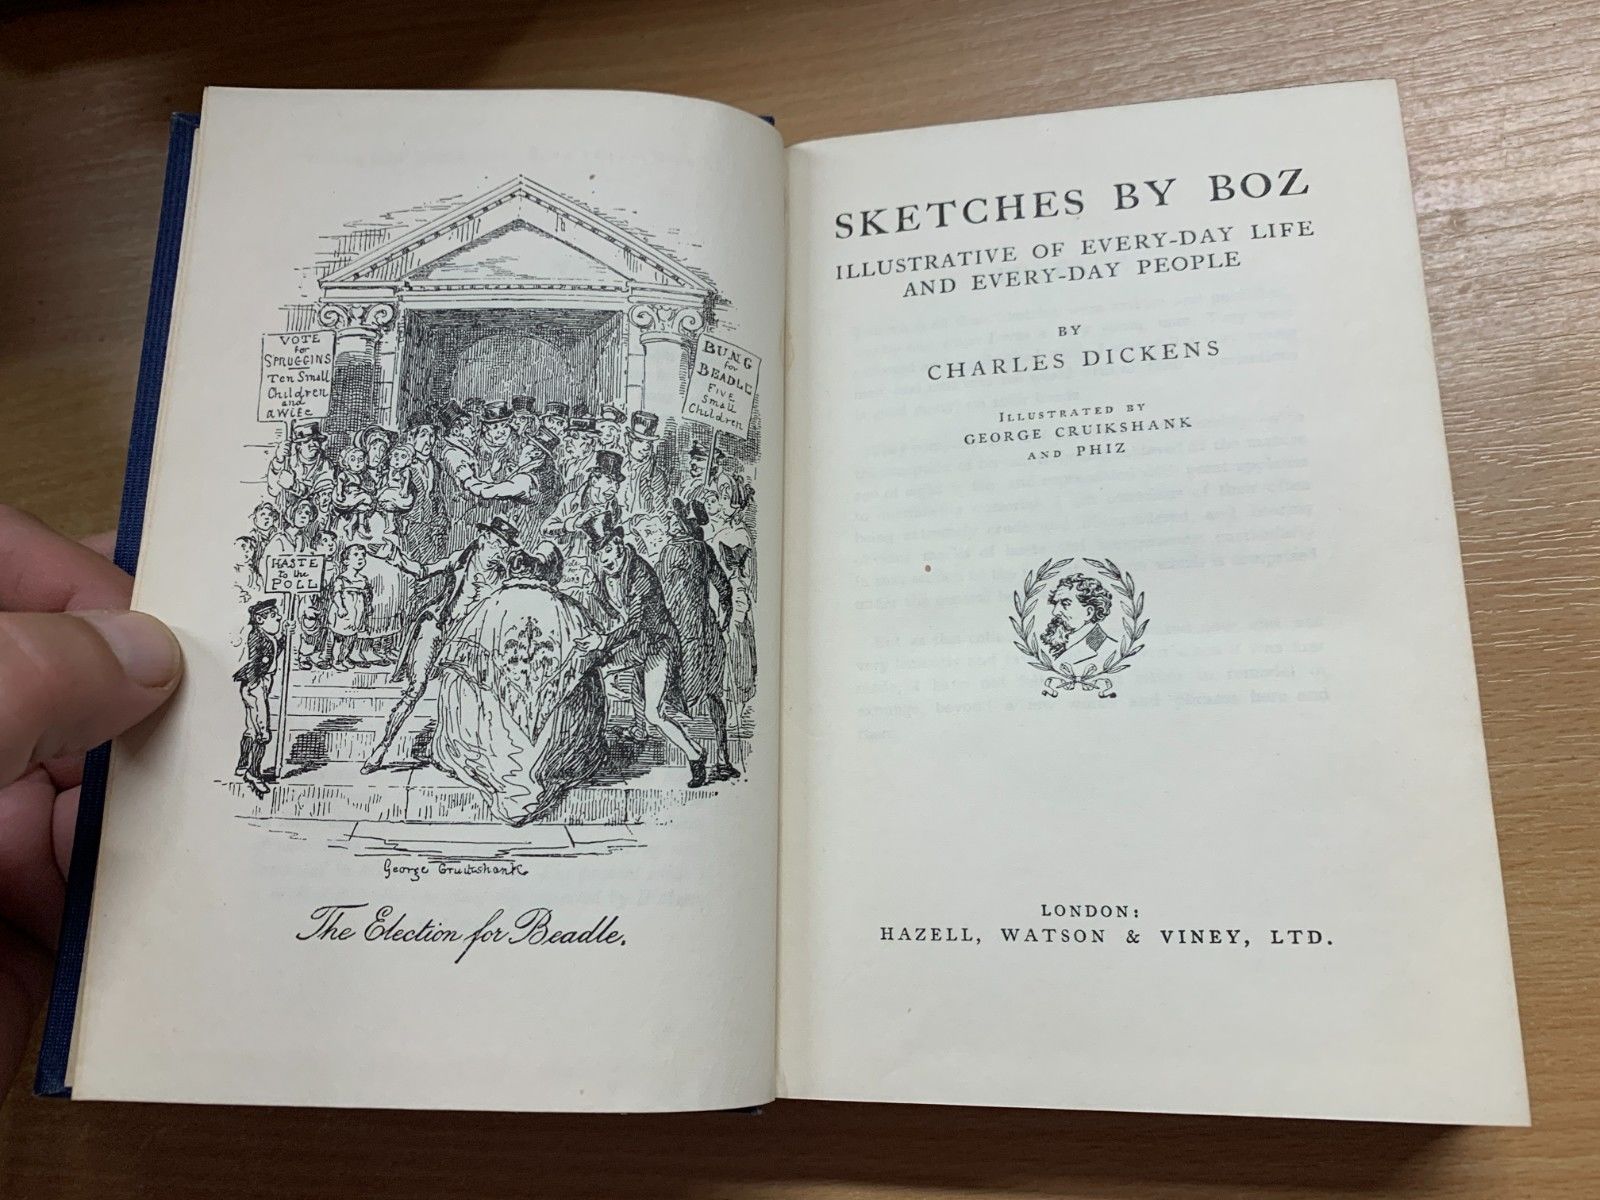 VOTE
for
SPRUGGINS
Ten Small
Children
and
a Wife
BUNG
for
BEADLE
Five
Small
Children
HASTE
to the
POLL
George Cruikshank
The Election for Beadle.
SKETCHES BY BOZ
ILLUSTRATIVE OF EVERY-DAY LIFE
AND EVERY-DAY PEOPLE
BY
CHARLES DICKENS
ILLUSTRATED BY
GEORGE CRUIKSHANK
AND PHIZ
LONDON:
HAZELL, WATSON & VINEY, LTD.